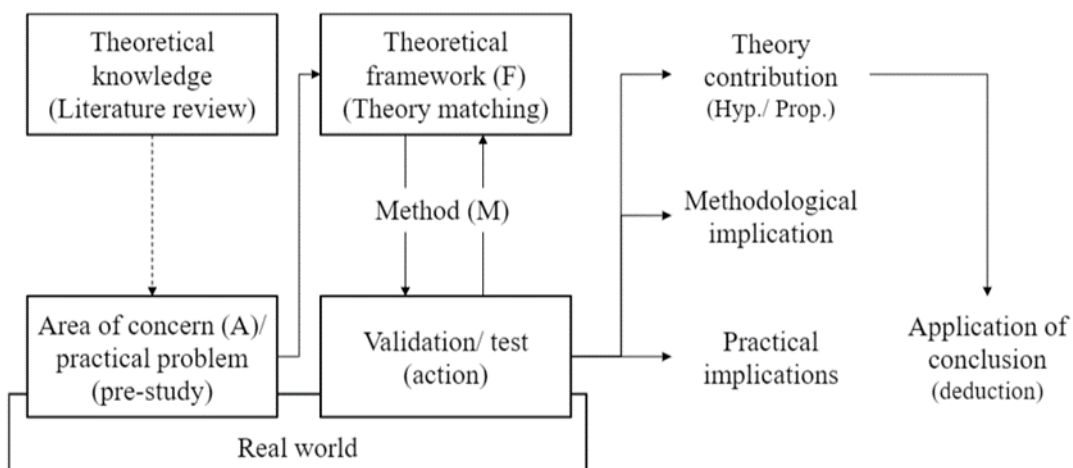 Theoretical
knowledge
(Literature review)
Theoretical
framework (F)
(Theory matching)
Theory
contribution
(Hyp./ Prop.)
Method (M)
Methodological
implication
Area of concern (A)/
practical problem
(pre-study)
Validation/ test
(action)
Practical
implications
Application of
conclusion
(deduction)
Real world